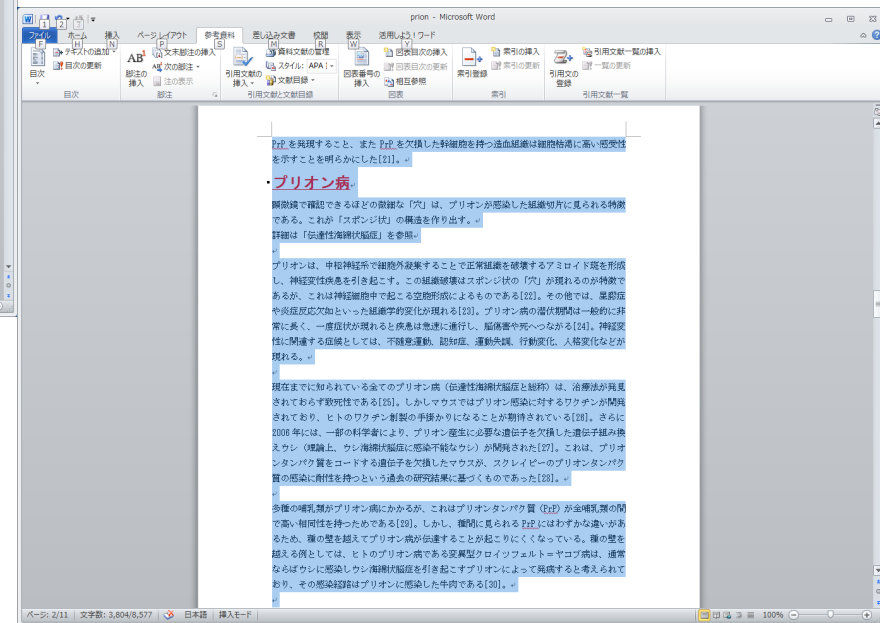 prion - Microsoft Word
1 2 3
ファイル ホーム 挿入 ページ レイアウト 参考資料 差し込み文書 校閲 表示 活用しよう!ワード
F H N P S M R W Y
目次
テキストの追加
目次の更新
目次
AB¹
脚注の挿入
文末脚注の挿入
次の脚注
注の表示
脚注
引用文献の挿入
資料文献の管理
スタイル: APA
文献目録
引用文献と文献目録
図表番号の挿入
図表目次の挿入
図表目次の更新
相互参照
図表
索引登録
索引の挿入
索引の更新
索引
引用文の登録
引用文献一覧の挿入
一覧の更新
引用文献一覧
PrP を発現すること、また PrP を欠損した幹細胞を持つ造血組織は細胞枯渇に高い感受性
を示すことを明らかにした[21]。
プリオン病
顕微鏡で確認できるほどの微細な「穴」は、プリオンが感染した組織切片に見られる特徴
である。これが「スポンジ状」の構造を作り出す。
詳細は「伝達性海綿状脳症」を参照
プリオンは、中枢神経系で細胞外凝集することで正常組織を破壊するアミロイド斑を形成
し、神経変性疾患を引き起こす。この組織破壊はスポンジ状の「穴」が現れるのが特徴で
あるが、これは神経細胞中で起こる空胞形成によるものである[22]。その他では、星膠症
や炎症反応欠如といった組織学的変化が現れる[23]。プリオン病の潜伏期間は一般的に非
常に長く、一度症状が現れると疾患は急速に進行し、脳傷害や死へつながる[24]。神経変
性に関連する症候としては、不随意運動、認知症、運動失調、行動変化、人格変化などが
現れる。
現在までに知られている全てのプリオン病（伝達性海綿状脳症と総称）は、治療法が発見
されておらず致死性である[25]。しかしマウスではプリオン感染に対するワクチンが開発
されており、ヒトのワクチン創製の手掛かりになることが期待されている[26]。さらに
2006 年には、一部の科学者により、プリオン産生に必要な遺伝子を欠損した遺伝子組み換
えウシ（理論上、ウシ海綿状脳症に感染不能なウシ）が開発された[27]。これは、プリオ
ンタンパク質をコードする遺伝子を欠損したマウスが、スクレイピーのプリオンタンパク
質の感染に耐性を持つという過去の研究結果に基づくものであった[28]。
多種の哺乳類がプリオン病にかかるが、これはプリオンタンパク質（PrP）が全哺乳類の間
で高い相同性を持つためである[29]。しかし、種間に見られる PrP にはわずかな違いがあ
るため、種の壁を越えてプリオン病が伝達することが起こりにくくなっている。種の壁を
越える例としては、ヒトのプリオン病である変異型クロイツフェルト＝ヤコブ病は、通常
ならばウシに感染しウシ海綿状脳症を引き起こすプリオンによって発病すると考えられて
おり、その感染経路はプリオンに感染した牛肉である[30]。
ページ: 2/11 文字数: 3,804/8,577 日本語 挿入モード 100%